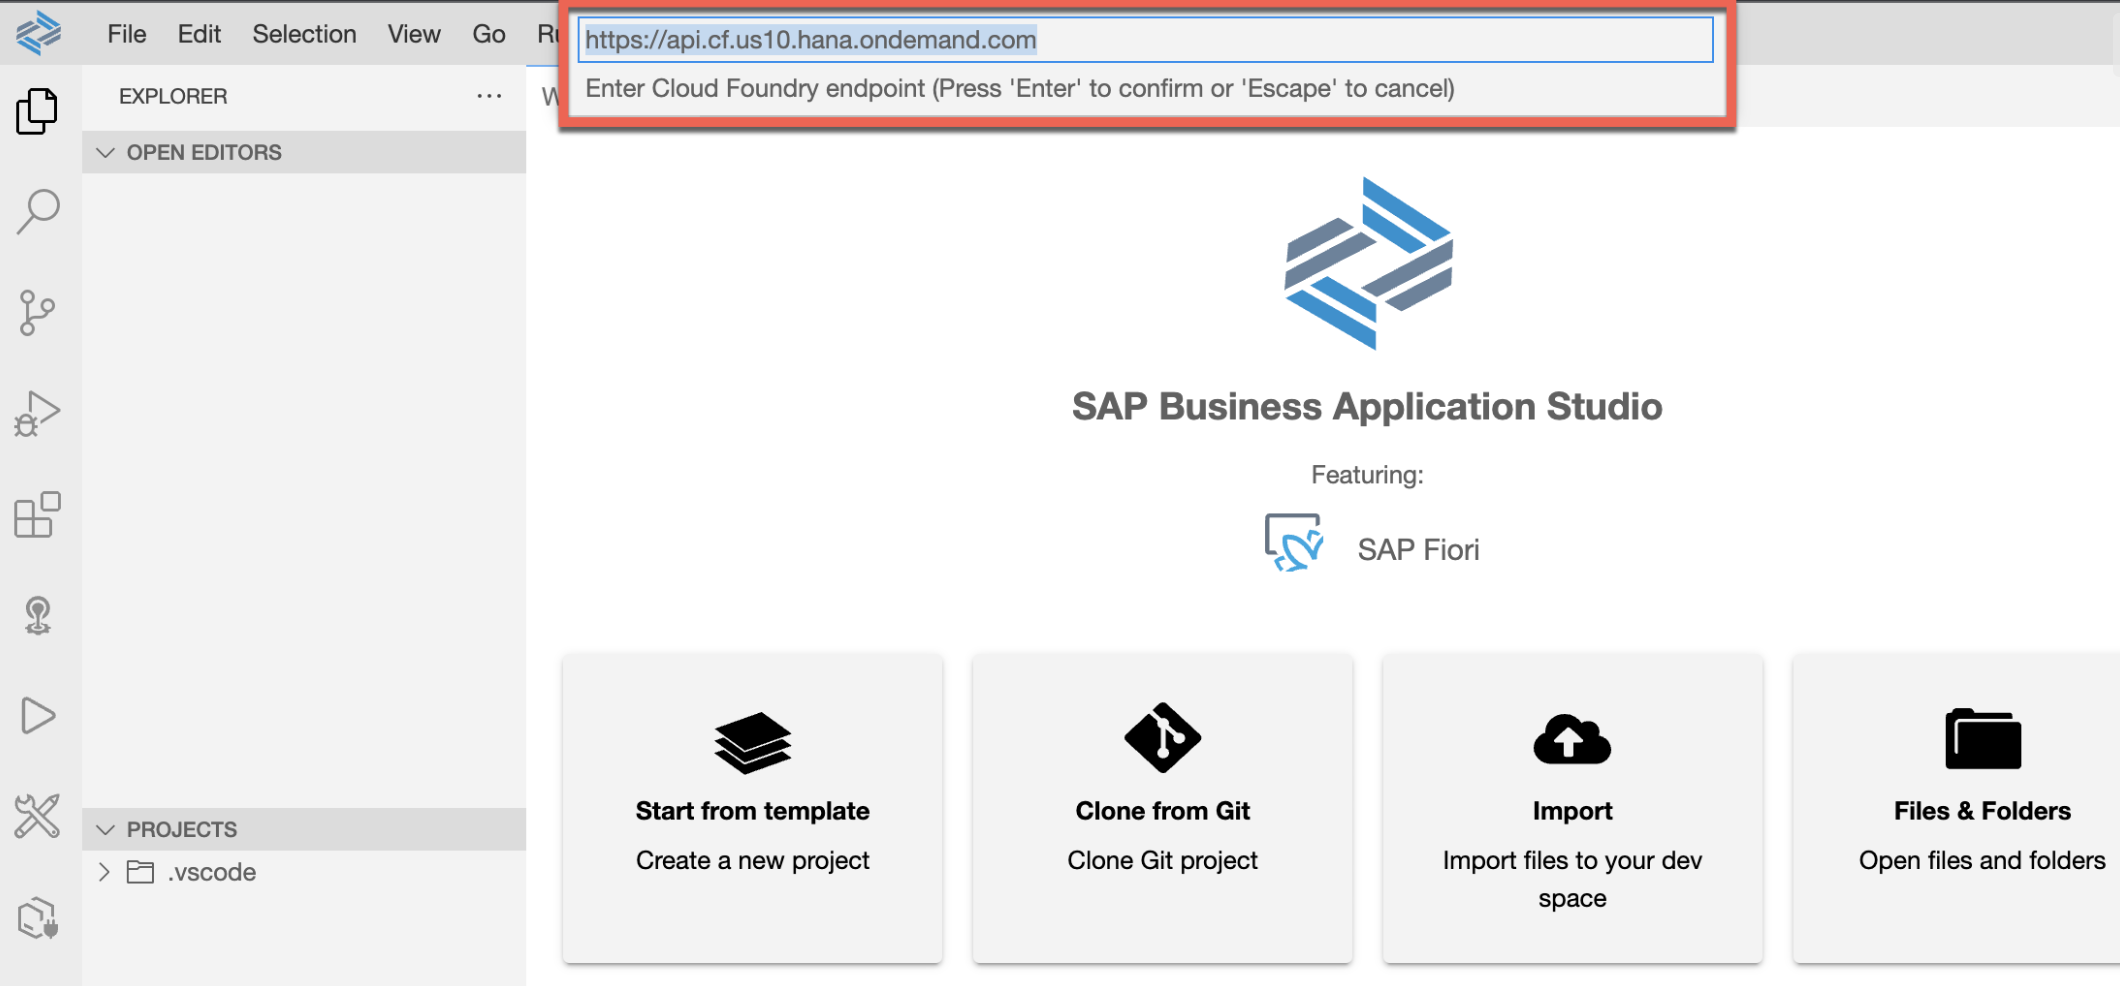 File Edit Selection View Go
https://api.cf.us10.hana.ondemand.com
Enter Cloud Foundry endpoint (Press 'Enter' to confirm or 'Escape' to cancel)
EXPLORER
OPEN EDITORS
SAP Business Application Studio
Featuring:
SAP Fiori
Start from template
Create a new project
Clone from Git
Clone Git project
Import
Import files to your dev
space
Files & Folders
Open files and folders
PROJECTS
.vscode